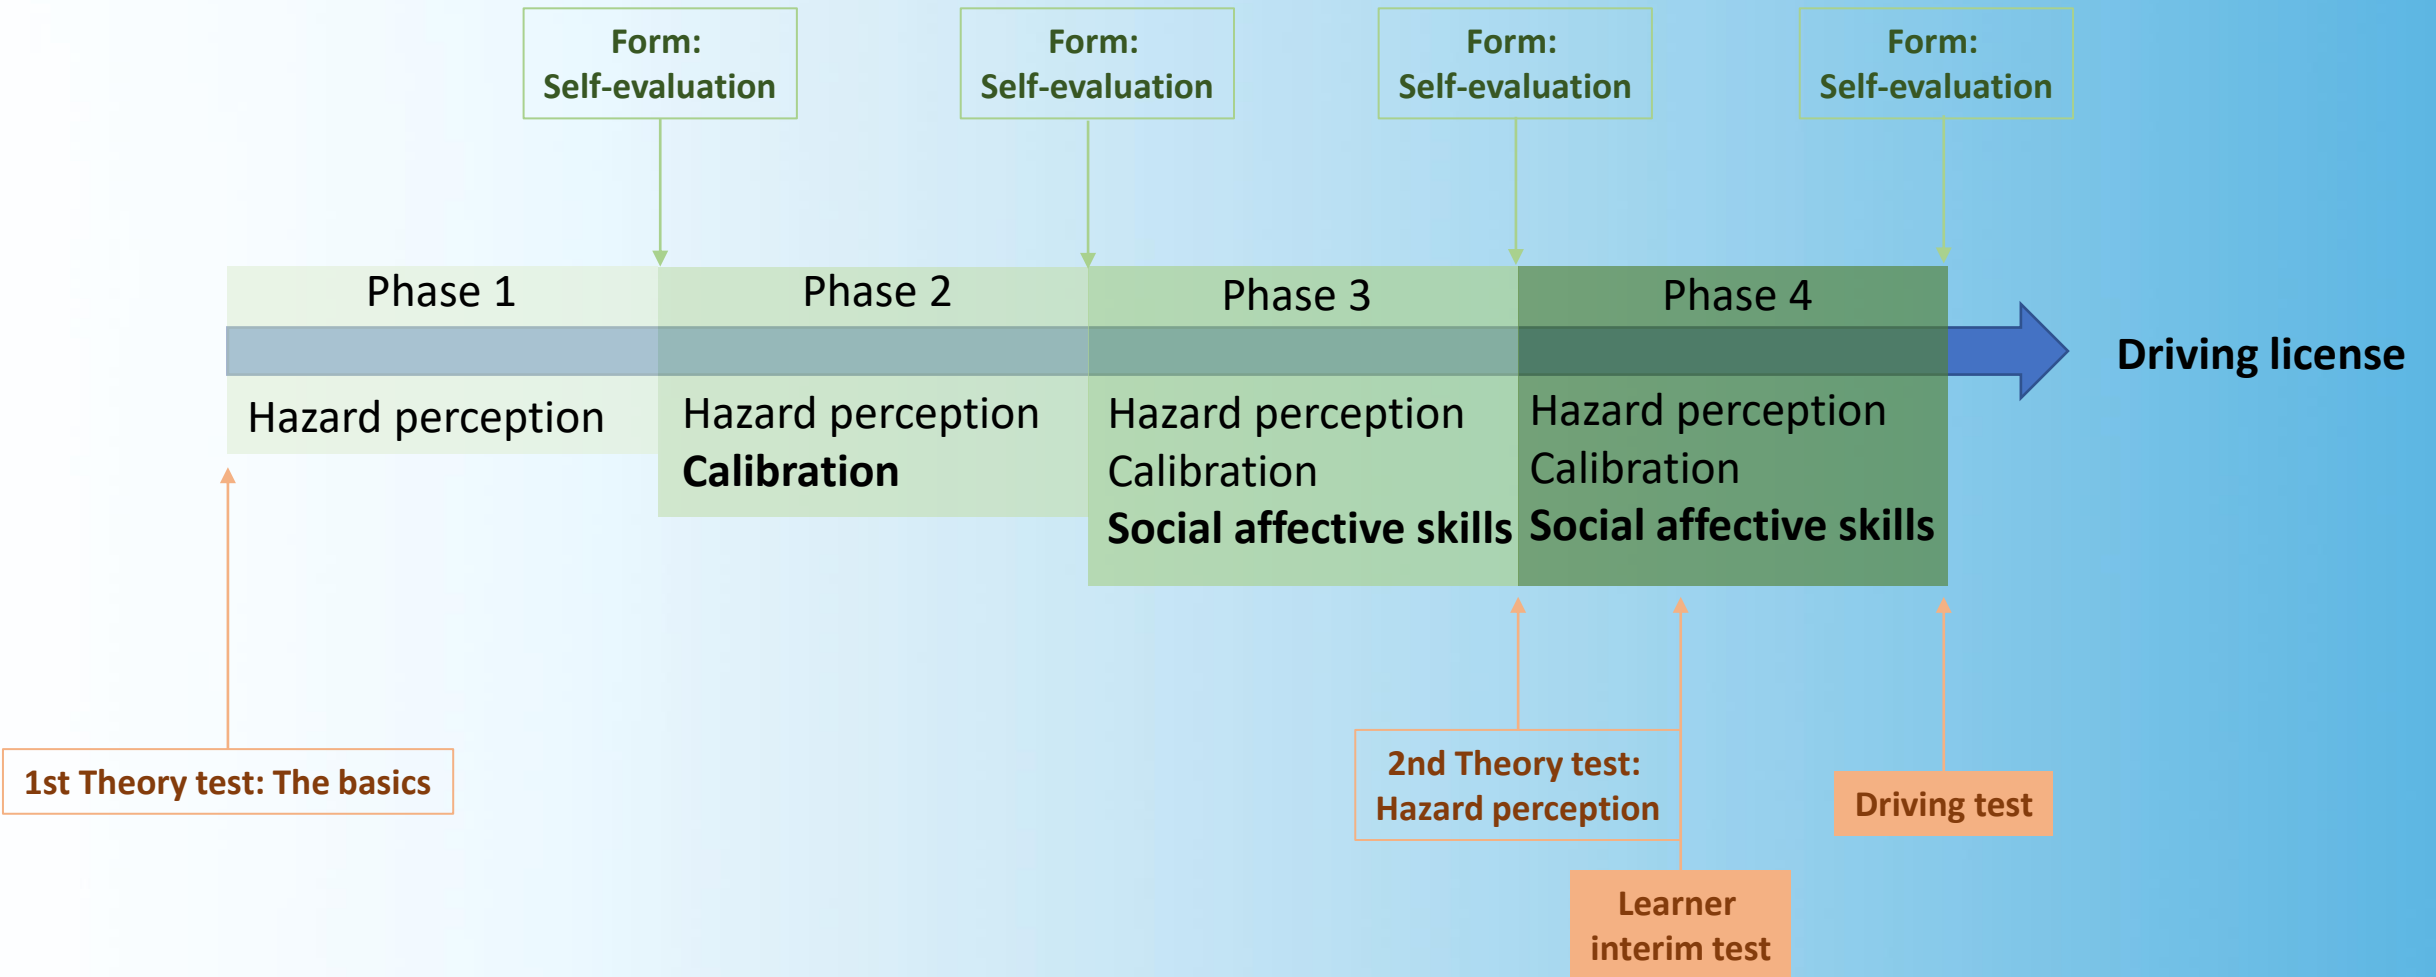 Form:
Self-evaluation
Form:
Self-evaluation
Form:
Self-evaluation
Form:
Self-evaluation
Phase 1
Phase 2
Phase 3
Phase 4
Driving license
Hazard perception
Hazard perception
Calibration
Hazard perception
Calibration
Social affective skills
Hazard perception
Calibration
Social affective skills
1st Theory test: The basics
2nd Theory test:
Hazard perception
Learner
interim test
Driving test